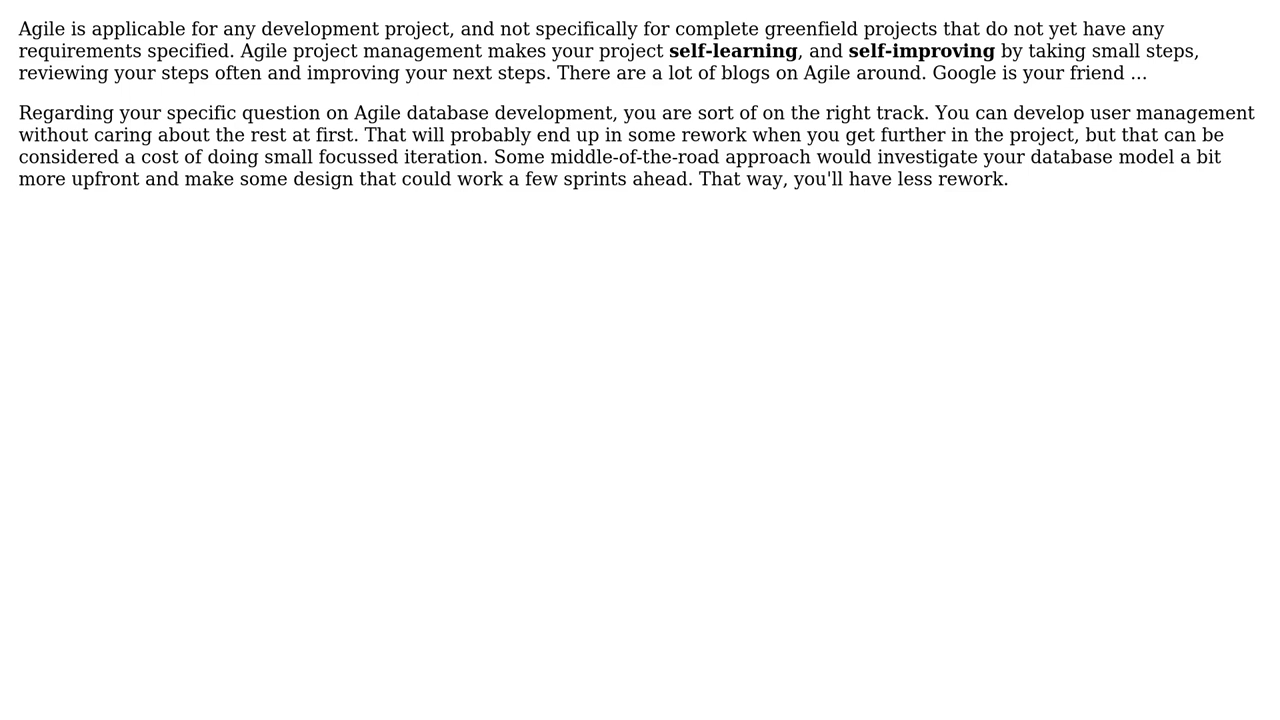 Agile is applicable for any development project, and not specifically for complete greenfield projects that do not yet have any
requirements specified. Agile project management makes your project self-learning, and self-improving by taking small steps,
reviewing your steps often and improving your next steps. There are a lot of blogs on Agile around. Google is your friend ...
Regarding your specific question on Agile database development, you are sort of on the right track. You can develop user management
without caring about the rest at first. That will probably end up in some rework when you get further in the project, but that can be
considered a cost of doing small focussed iteration. Some middle-of-the-road approach would investigate your database model a bit
more upfront and make some design that could work a few sprints ahead. That way, you'll have less rework.